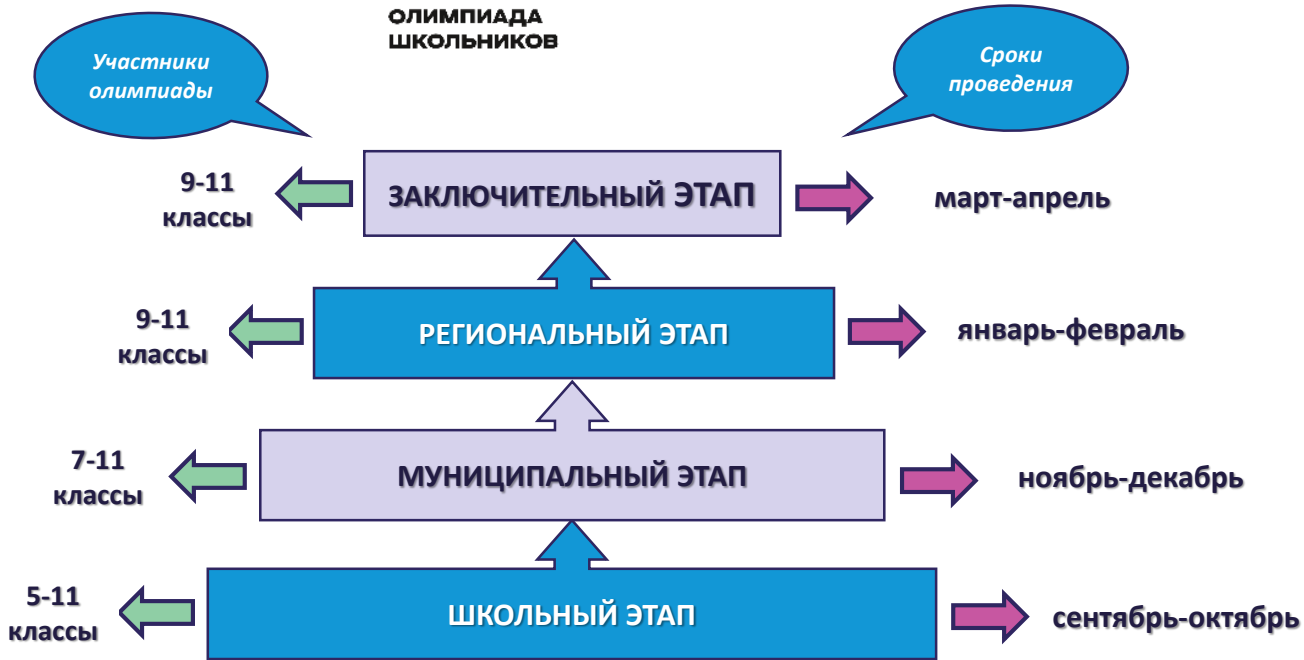 ОЛИМПИАДА
ШКОЛЬНИКОВ
Участники
олимпиады
Сроки
проведения
9-11
классы
ЗАКЛЮЧИТЕЛЬНЫЙ ЭТАП
март-апрель
9-11
классы
РЕГИОНАЛЬНЫЙ ЭТАП
январь-февраль
7-11
классы
МУНИЦИПАЛЬНЫЙ ЭТАП
ноябрь-декабрь
5-11
классы
ШКОЛЬНЫЙ ЭТАП
сентябрь-октябрь